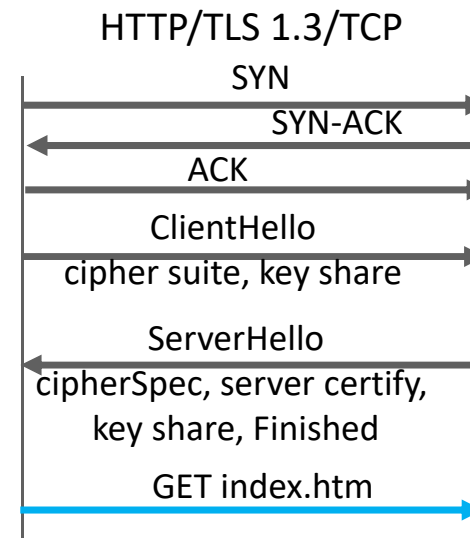 HTTP/TLS 1.3/TCP
SYN
SYN-ACK
ACK
ClientHello
cipher suite, key share
ServerHello
cipherSpec, server certify,
key share, Finished
GET index.htm